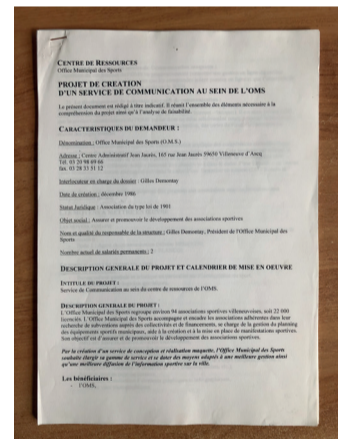 CENTRE DE RESSOURCES
Office Municipal des Sports
PROJET DE CREATION
D'UN SERVICE DE COMMUNICATION AU SEIN DE L'OMS
Le présent document est rédigé à titre indicatif. Il réunit l'ensemble des éléments nécessaire à la
compréhension du projet ainsi qu'à l'analyse de faisabilité.
CARACTERISTIQUES DU DEMANDEUR :
Dénomination : Office Municipal des Sports (O.M.S.)
Adresse : Centre Administratif Jean Jaurès, 165 rue Jean Jaurès 59650 Villeneuve d'Ascq
Tél. 03 20 98 69 66
fax. 03 28 33 51 12
Interlocuteur en charge du dossier : Gilles Demontay
Date de création : décembre 1986
Status Juridique : Association du type loi de 1901
Objet social : Assurer et promouvoir le développement des associations sportives
Nom et qualité du responsable de la structure : Gilles Demontay, Président de l'Office Municipal des
Sports
Nombre actuel de salariés permanents : 2
DESCRIPTION GENERALE DU PROJET ET CALENDRIER DE MISE EN OEUVRE
INTITULE DU PROJET :
Service de Communication au sein du centre de ressources de l'OMS.
DESCRIPTION GENERALE DU PROJET :
L'Office Municipal des Sports regroupe environ 94 associations sportives villeneuvoises, soit 22 000
licenciés. L'Office Municipal des Sports accompagne et encadre les associations adhérentes dans leur
recherche de subventions auprès des collectivités et de financements, se charge de la gestion du planning
des équipements sportifs municipaux, aide à la création et à la mise en place de manifestations sportives.
Son objectif est d'assurer et de promouvoir le développement des associations sportives.
Par la création d'un service de conception et réalisation maquette, l'Office Municipal des Sports
souhaite élargir sa gamme de service et se doter des moyens adaptés à une meilleure gestion ainsi
qu'une meilleure diffusion de l'information sportive sur la ville.
Les bénéficiaires :
- l'OMS,